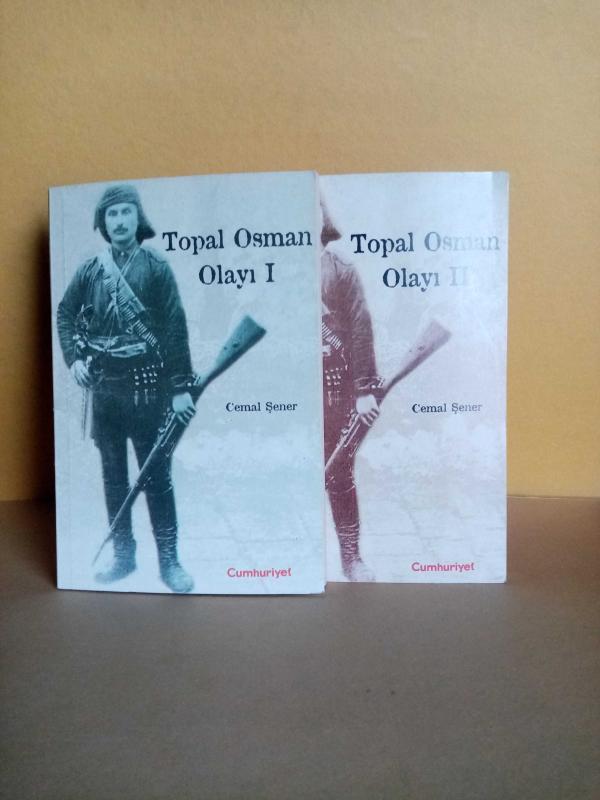 Topal Osman
Olayı I
Cemal Şener
Cumhuriyet
Topal Osman
Olayı II
Cemal Şener
Cumhuriyet